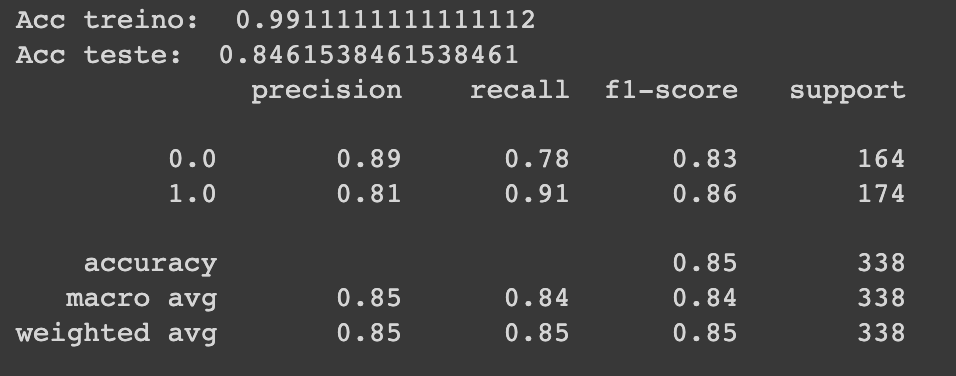 Acc treino:  0.9911111111111112
Acc teste:  0.8461538461538461
              precision    recall  f1-score   support

         0.0       0.89      0.78      0.83       164
         1.0       0.81      0.91      0.86       174

    accuracy                           0.85       338
   macro avg       0.85      0.84      0.84       338
weighted avg       0.85      0.85      0.85       338